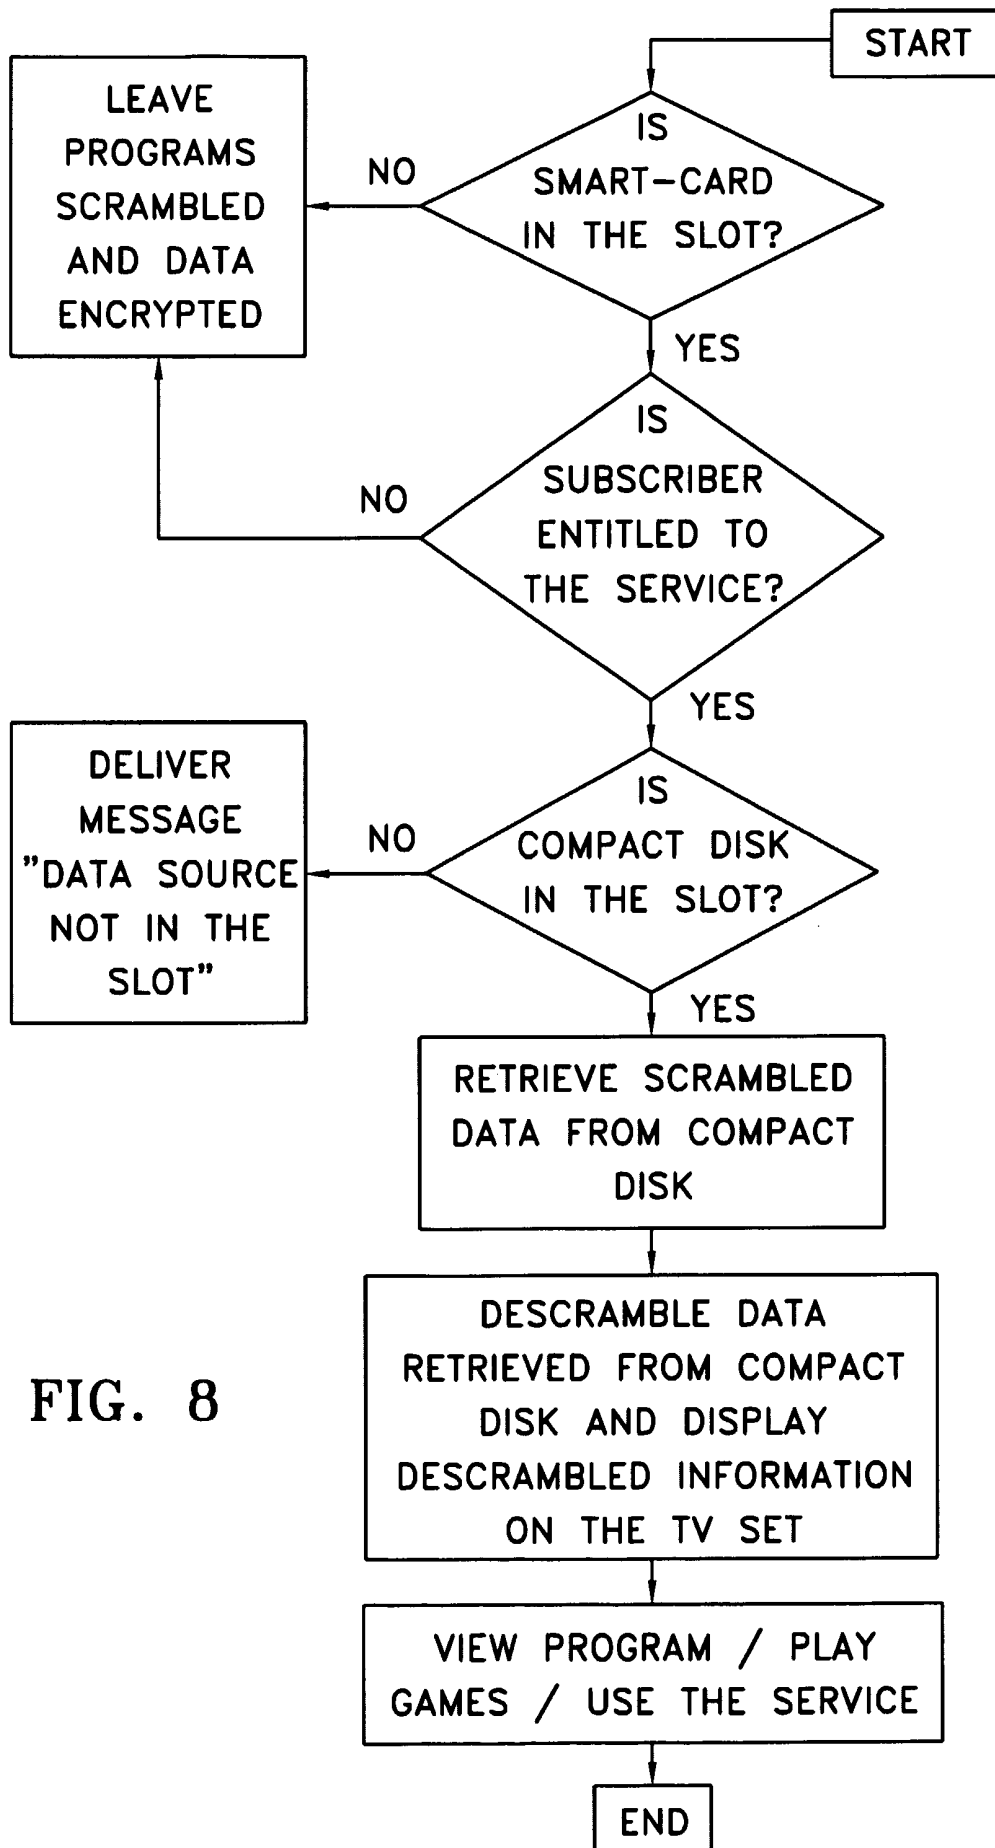 START
IS
SMART-CARD
IN THE SLOT?
NO
LEAVE
PROGRAMS
SCRAMBLED
AND DATA
ENCRYPTED
YES
IS
SUBSCRIBER
ENTITLED TO
THE SERVICE?
NO
YES
IS
COMPACT DISK
IN THE SLOT?
NO
DELIVER
MESSAGE
"DATA SOURCE
NOT IN THE
SLOT"
YES
RETRIEVE SCRAMBLED
DATA FROM COMPACT
DISK
DESCRAMBLE DATA
RETRIEVED FROM COMPACT
DISK AND DISPLAY
DESCRAMBLED INFORMATION
ON THE TV SET
VIEW PROGRAM / PLAY
GAMES / USE THE SERVICE
END
FIG. 8